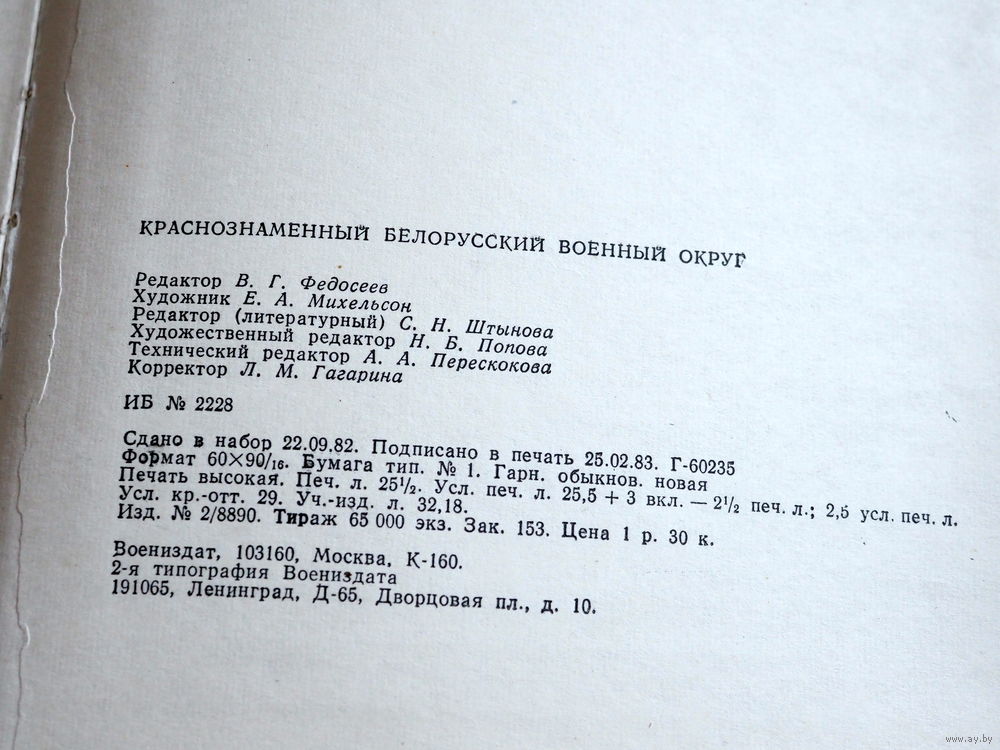 КРАСНОЗНАМЕННЫЙ БЕЛОРУССКИЙ ВОЕННЫЙ ОКРУГ
Редактор В. Г. Федосеев
Художник Е. А. Михельсон
Редактор (литературный) С. Н. Штынова
Художественный редактор Н. Б. Попова
Технический редактор А. А. Перескокова
Корректор Л. М. Гагарина
ИБ № 2228
Сдано в набор 22.09.82. Подписано в печать 25.02.83. Г-60235
Формат 60×90/16. Бумага тип. № 1. Гарн. обыкнов. новая
Печать высокая. Печ. л. 25½. Усл. печ. л. 25,5 + 3 вкл. — 2½ печ. л.; 2,5 усл. печ. л.
Усл. кр.-отт. 29. Уч.-изд. л. 32,18.
Изд. № 2/8890. Тираж 65 000 экз. Зак. 153. Цена 1 р. 30 к.
Воениздат, 103160, Москва, К-160.
2-я типография Воениздата
191065, Ленинград, Д-65, Дворцовая пл., д. 10.
www.ay.by